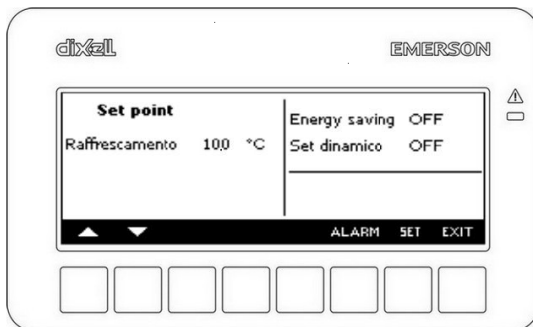 dixell
EMERSON
Set point
Raffrescamento 10.0 °C
Energy saving OFF
Set dinamico OFF
ALARM SET EXIT